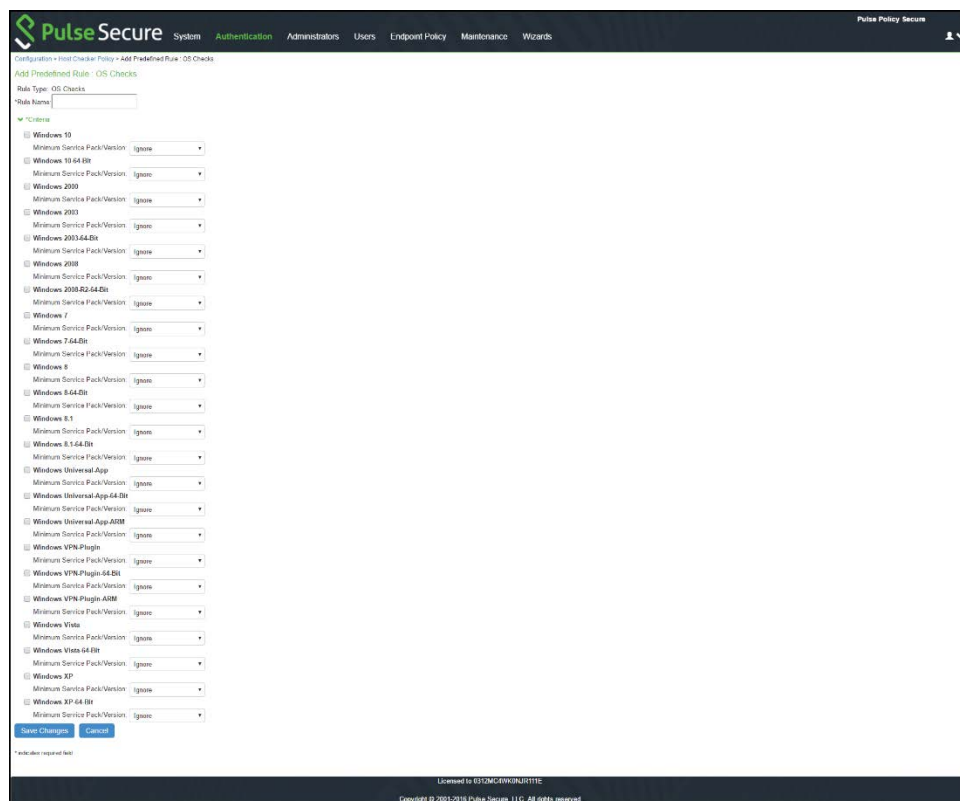 Pulse Policy Secure
Pulse Secure System Authentication Administrators Users Endpoint Policy Maintenance Wizards
Configuration > Host Checker Policy > Add Predefined Rule : OS Checks
Add Predefined Rule : OS Checks
Rule Type: OS Checks
*Rule Name:
*Criteria
Windows 10
Minimum Service Pack/Version: Ignore
Windows 10-64-Bit
Minimum Service Pack/Version: Ignore
Windows 2000
Minimum Service Pack/Version: Ignore
Windows 2003
Minimum Service Pack/Version: Ignore
Windows 2003-64-Bit
Minimum Service Pack/Version: Ignore
Windows 2008
Minimum Service Pack/Version: Ignore
Windows 2008-R2-64-Bit
Minimum Service Pack/Version: Ignore
Windows 7
Minimum Service Pack/Version: Ignore
Windows 7-64-Bit
Minimum Service Pack/Version: Ignore
Windows 8
Minimum Service Pack/Version: Ignore
Windows 8-64-Bit
Minimum Service Pack/Version: Ignore
Windows 8.1
Minimum Service Pack/Version: Ignore
Windows 8.1-64-Bit
Minimum Service Pack/Version: Ignore
Windows Universal-App
Minimum Service Pack/Version: Ignore
Windows Universal-App-64-Bit
Minimum Service Pack/Version: Ignore
Windows Universal-App-ARM
Minimum Service Pack/Version: Ignore
Windows VPN-Plugin
Minimum Service Pack/Version: Ignore
Windows VPN-Plugin-64-Bit
Minimum Service Pack/Version: Ignore
Windows VPN-Plugin-ARM
Minimum Service Pack/Version: Ignore
Windows Vista
Minimum Service Pack/Version: Ignore
Windows Vista-64-Bit
Minimum Service Pack/Version: Ignore
Windows XP
Minimum Service Pack/Version: Ignore
Windows XP-64-Bit
Minimum Service Pack/Version: Ignore
Save Changes Cancel
* indicates required field
Licensed to 0312MC4WK0NJR111E
Copyright © 2001-2016 Pulse Secure, LLC. All rights reserved